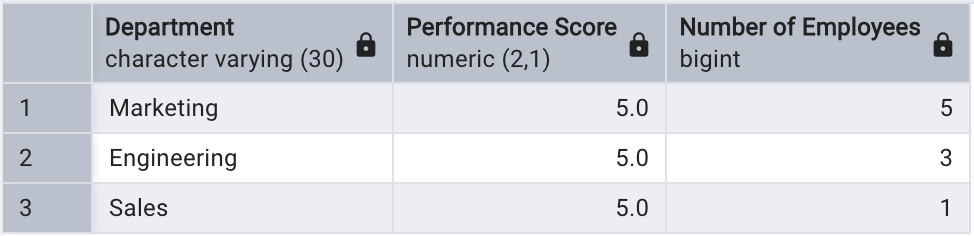 Department Performance Score Number of Employees
character varying (30) numeric (2,1) bigint
1 Marketing 5.0 5
2 Engineering 5.0 3
3 Sales 5.0 1